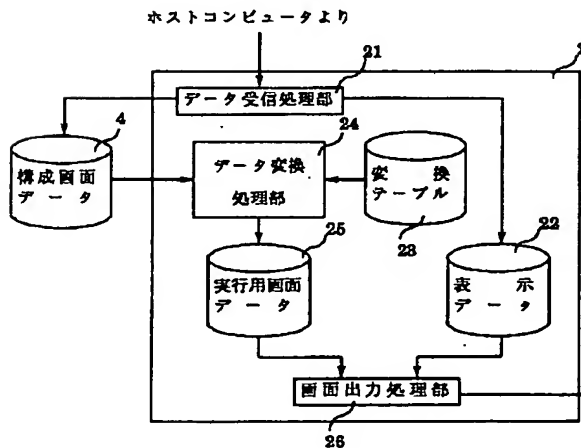 ホストコンピュータより
21
データ受信処理部
4
構成画面
データ
24
データ変換
処理部
変換
テーブル
23
25
実行用画面
データ
22
表示
データ
画面出力処理部
26